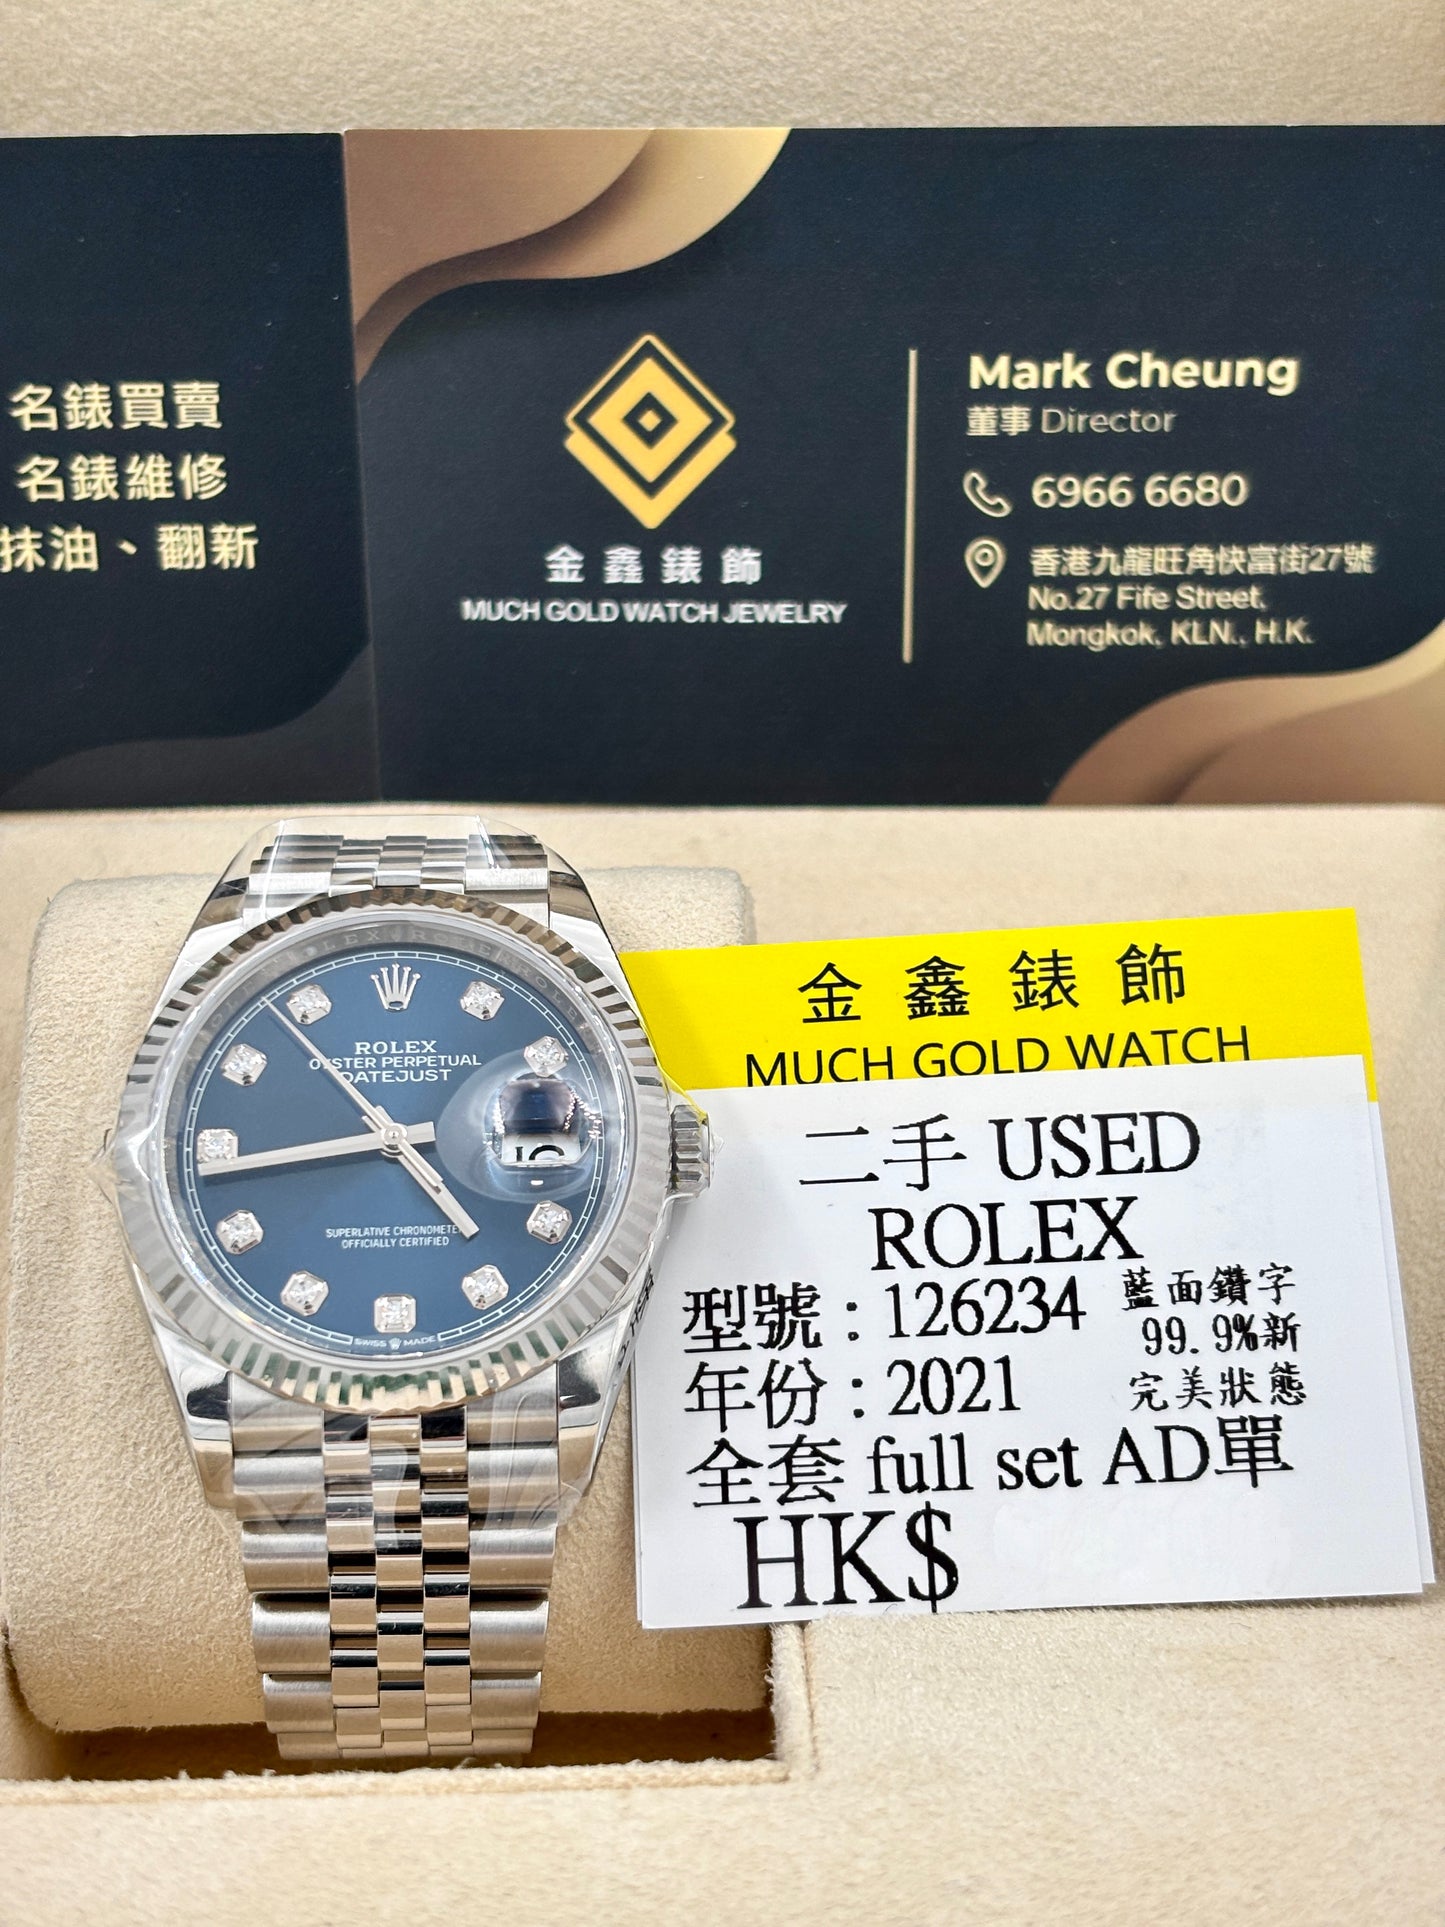 名錶買賣
名錶維修
抹油、翻新
金鑫錶飾
MUCH GOLD WATCH JEWELRY
Mark Cheung
董事 Director
6966 6680
香港九龍旺角快富街27號
No.27 Fife Street,
Mongkok, KLN., H.K.
ROLEX
OYSTER PERPETUAL
DATEJUST
SUPERLATIVE CHRONOMETER
OFFICIALLY CERTIFIED
SWISS MADE
金鑫錶飾
MUCH GOLD WATCH
二手 USED
ROLEX
型號：126234
藍面鑽字
99.9%新
年份：2021
完美狀態
全套 full set AD單
HK$